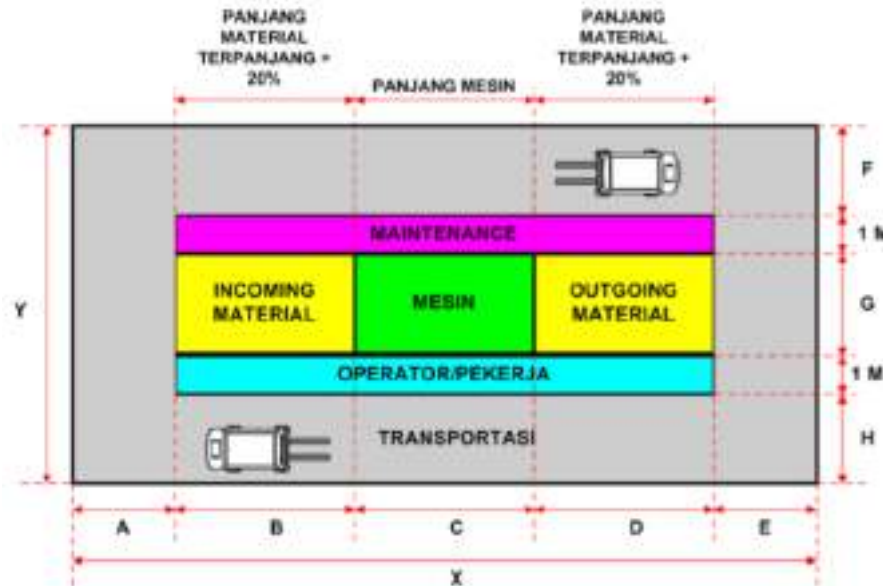 PANJANG
MATERIAL
TERPANJANG +
20%
PANJANG MESIN
PANJANG
MATERIAL
TERPANJANG +
20%
F
MAINTENANCE
1 M
Y
INCOMING
MATERIAL
MESIN
OUTGOING
MATERIAL
G
OPERATOR/PEKERJA
1 M
TRANSPORTASI
H
A
B
C
D
E
X